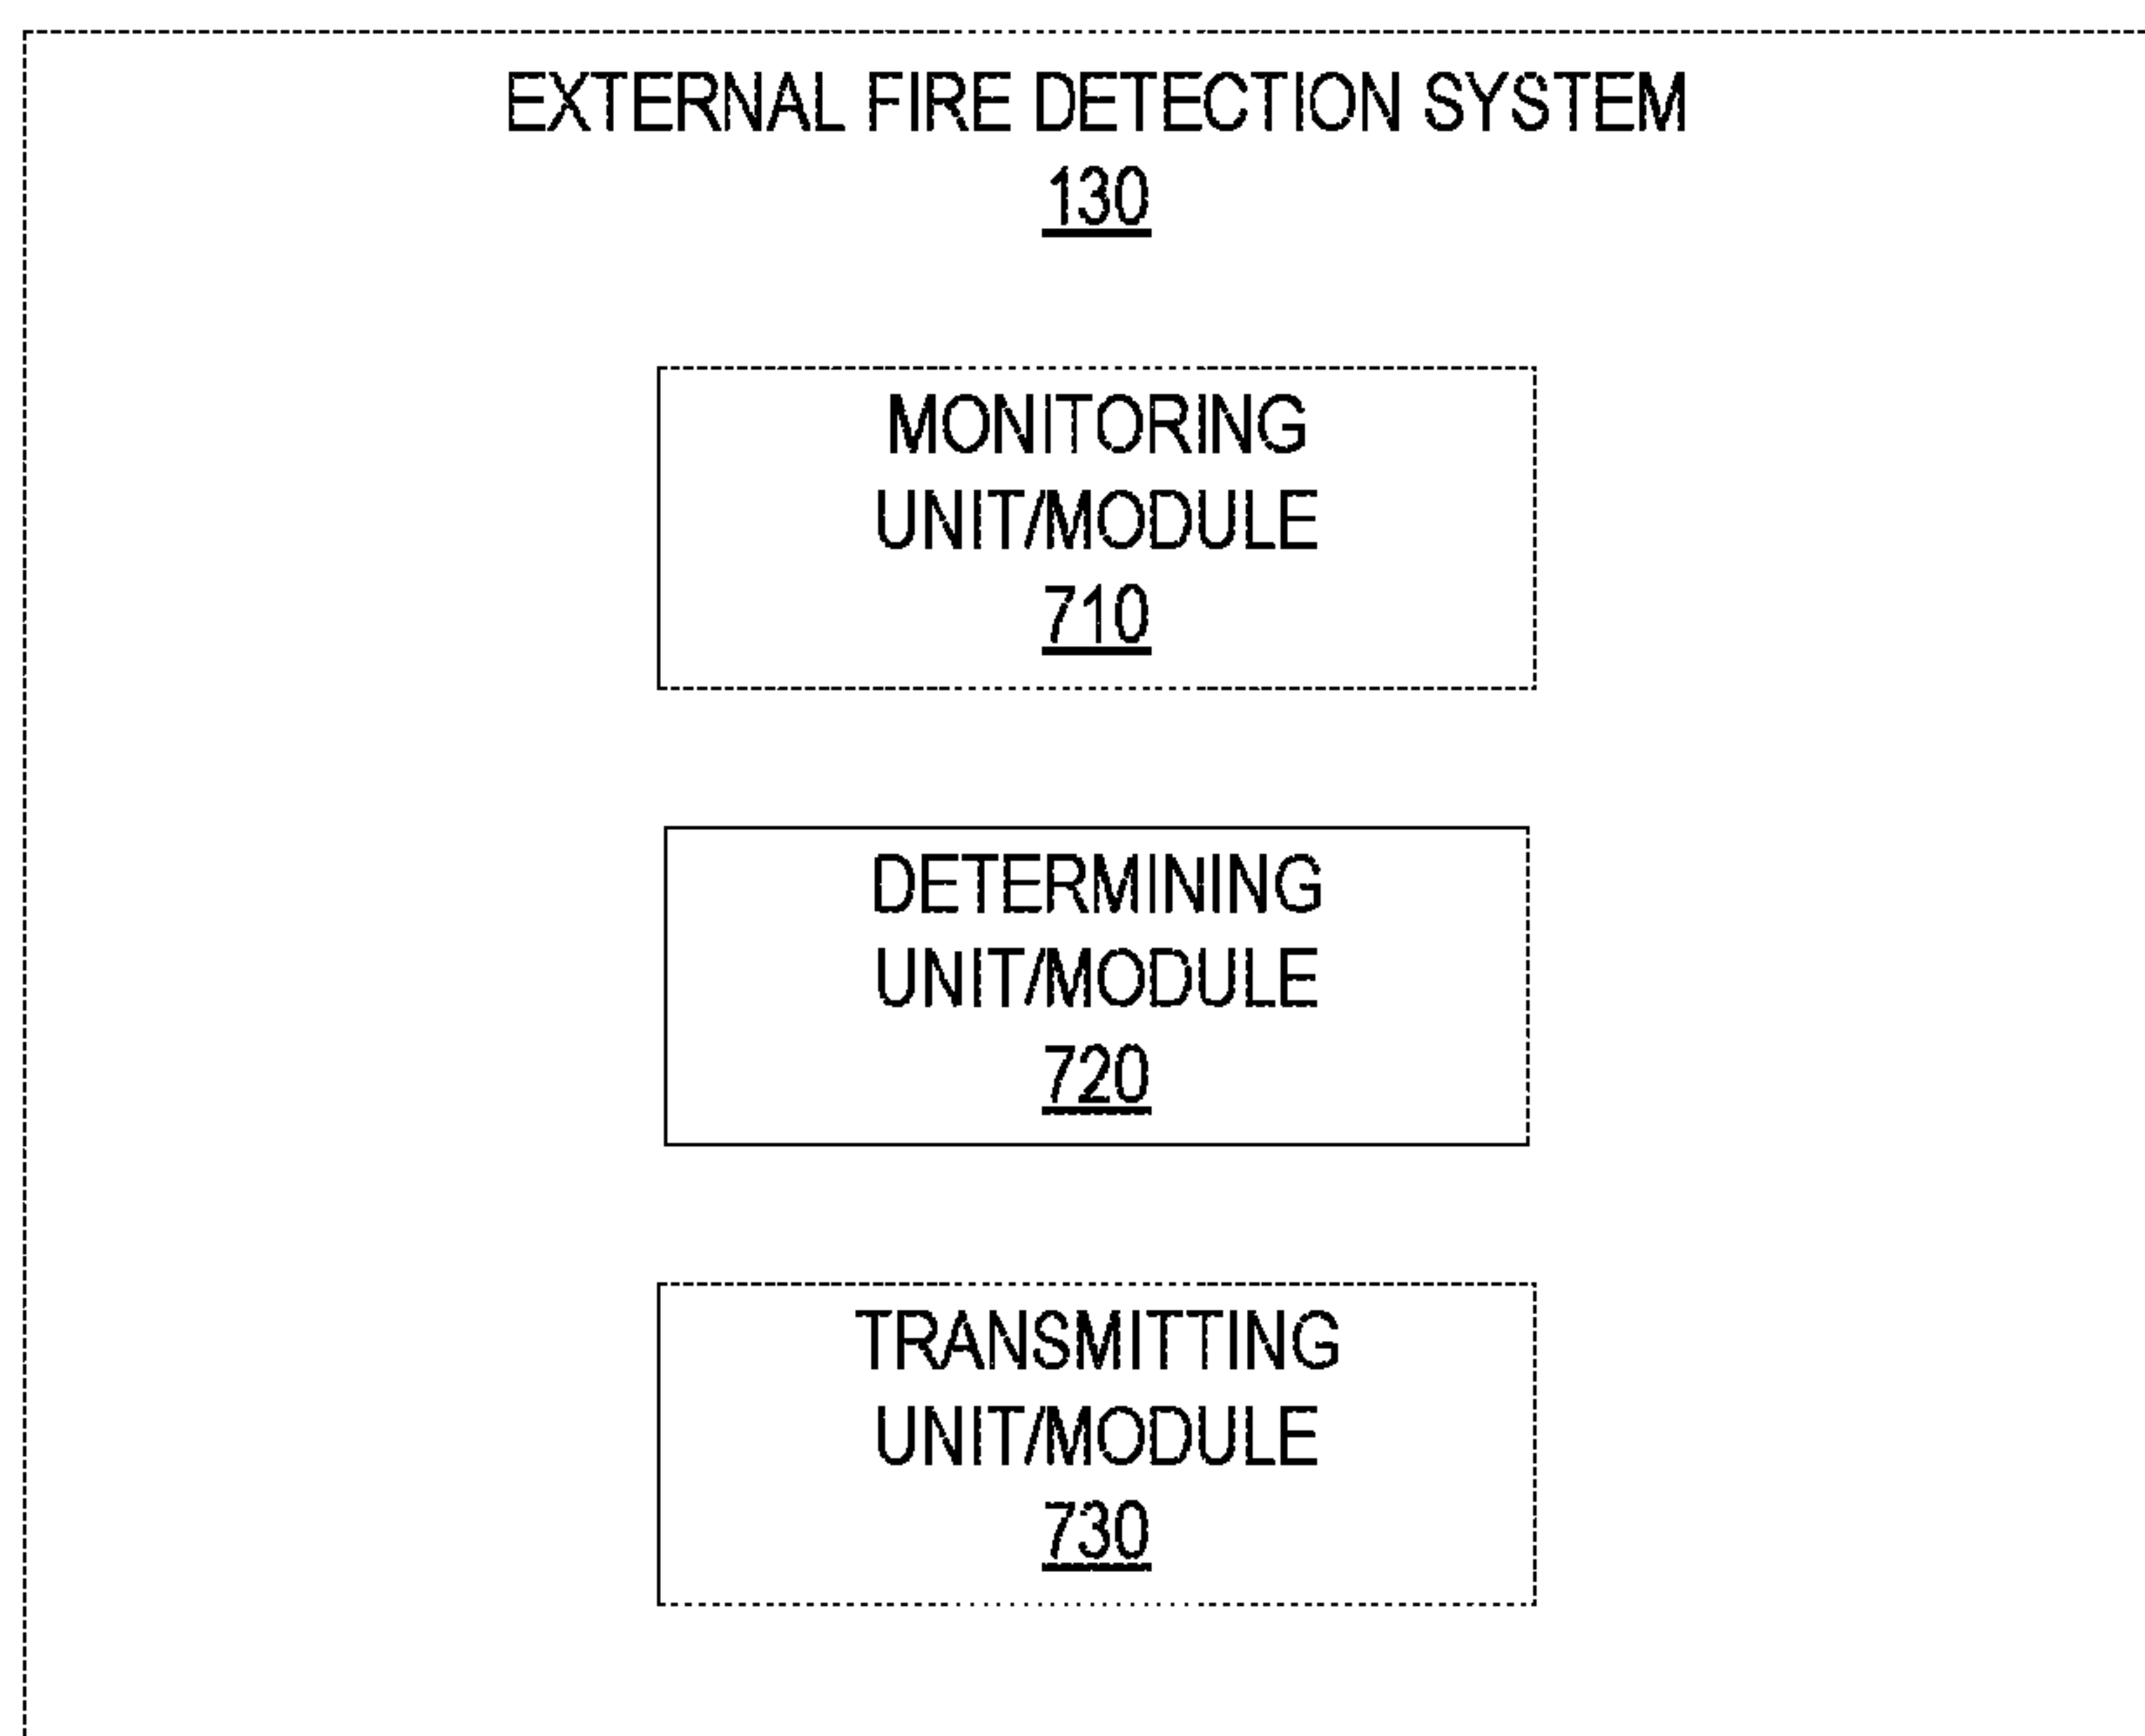 EXTERNAL FIRE DETECTION SYSTEM
130
MONITORING
UNIT/MODULE
710
DETERMINING
UNIT/MODULE
720
TRANSMITTING
UNIT/MODULE
730